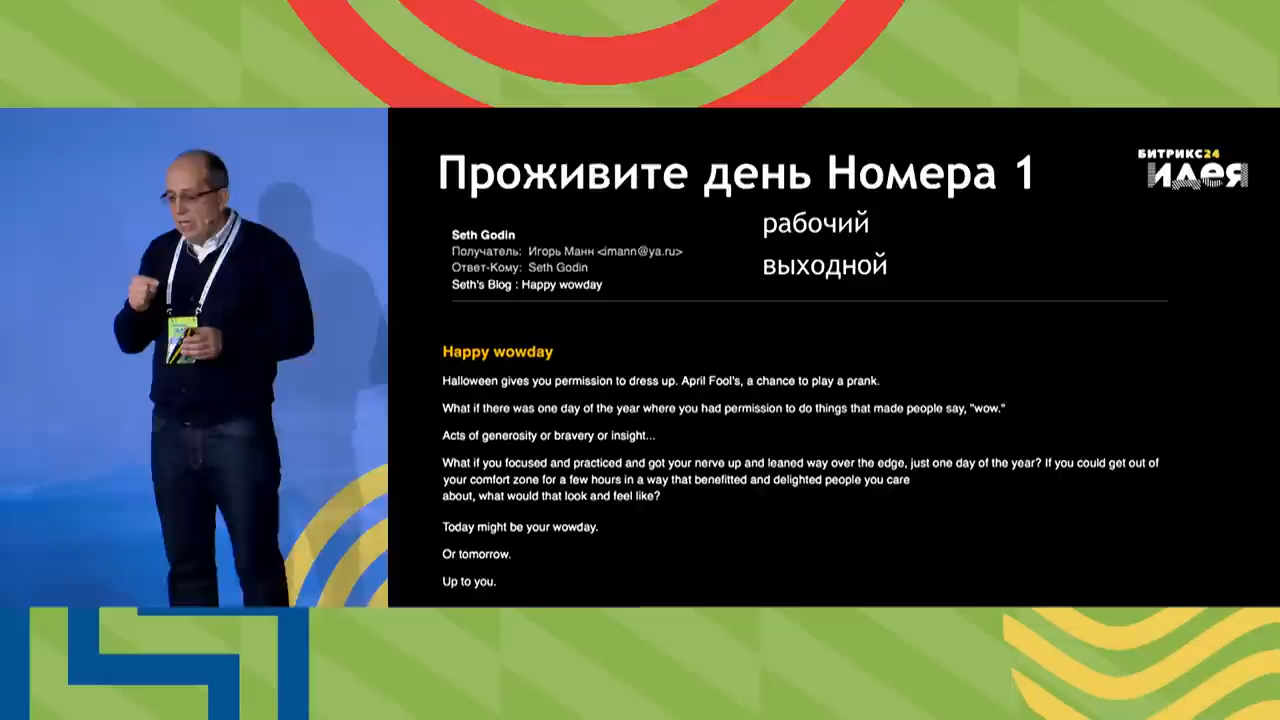 Проживите день Номера 1
БИТРИКС24
идея
рабочий
выходной
Seth Godin
Получатель: Игорь Манн <imann@ya.ru>
Ответ-Кому: Seth Godin
Seth's Blog : Happy wowday
Happy wowday
Halloween gives you permission to dress up. April Fool's, a chance to play a prank.
What if there was one day of the year where you had permission to do things that made people say, "wow."
Acts of generosity or bravery or insight...
What if you focused and practiced and got your nerve up and leaned way over the edge, just one day of the year? If you could get out of
your comfort zone for a few hours in a way that benefitted and delighted people you care
about, what would that look and feel like?
Today might be your wowday.
Or tomorrow.
Up to you.